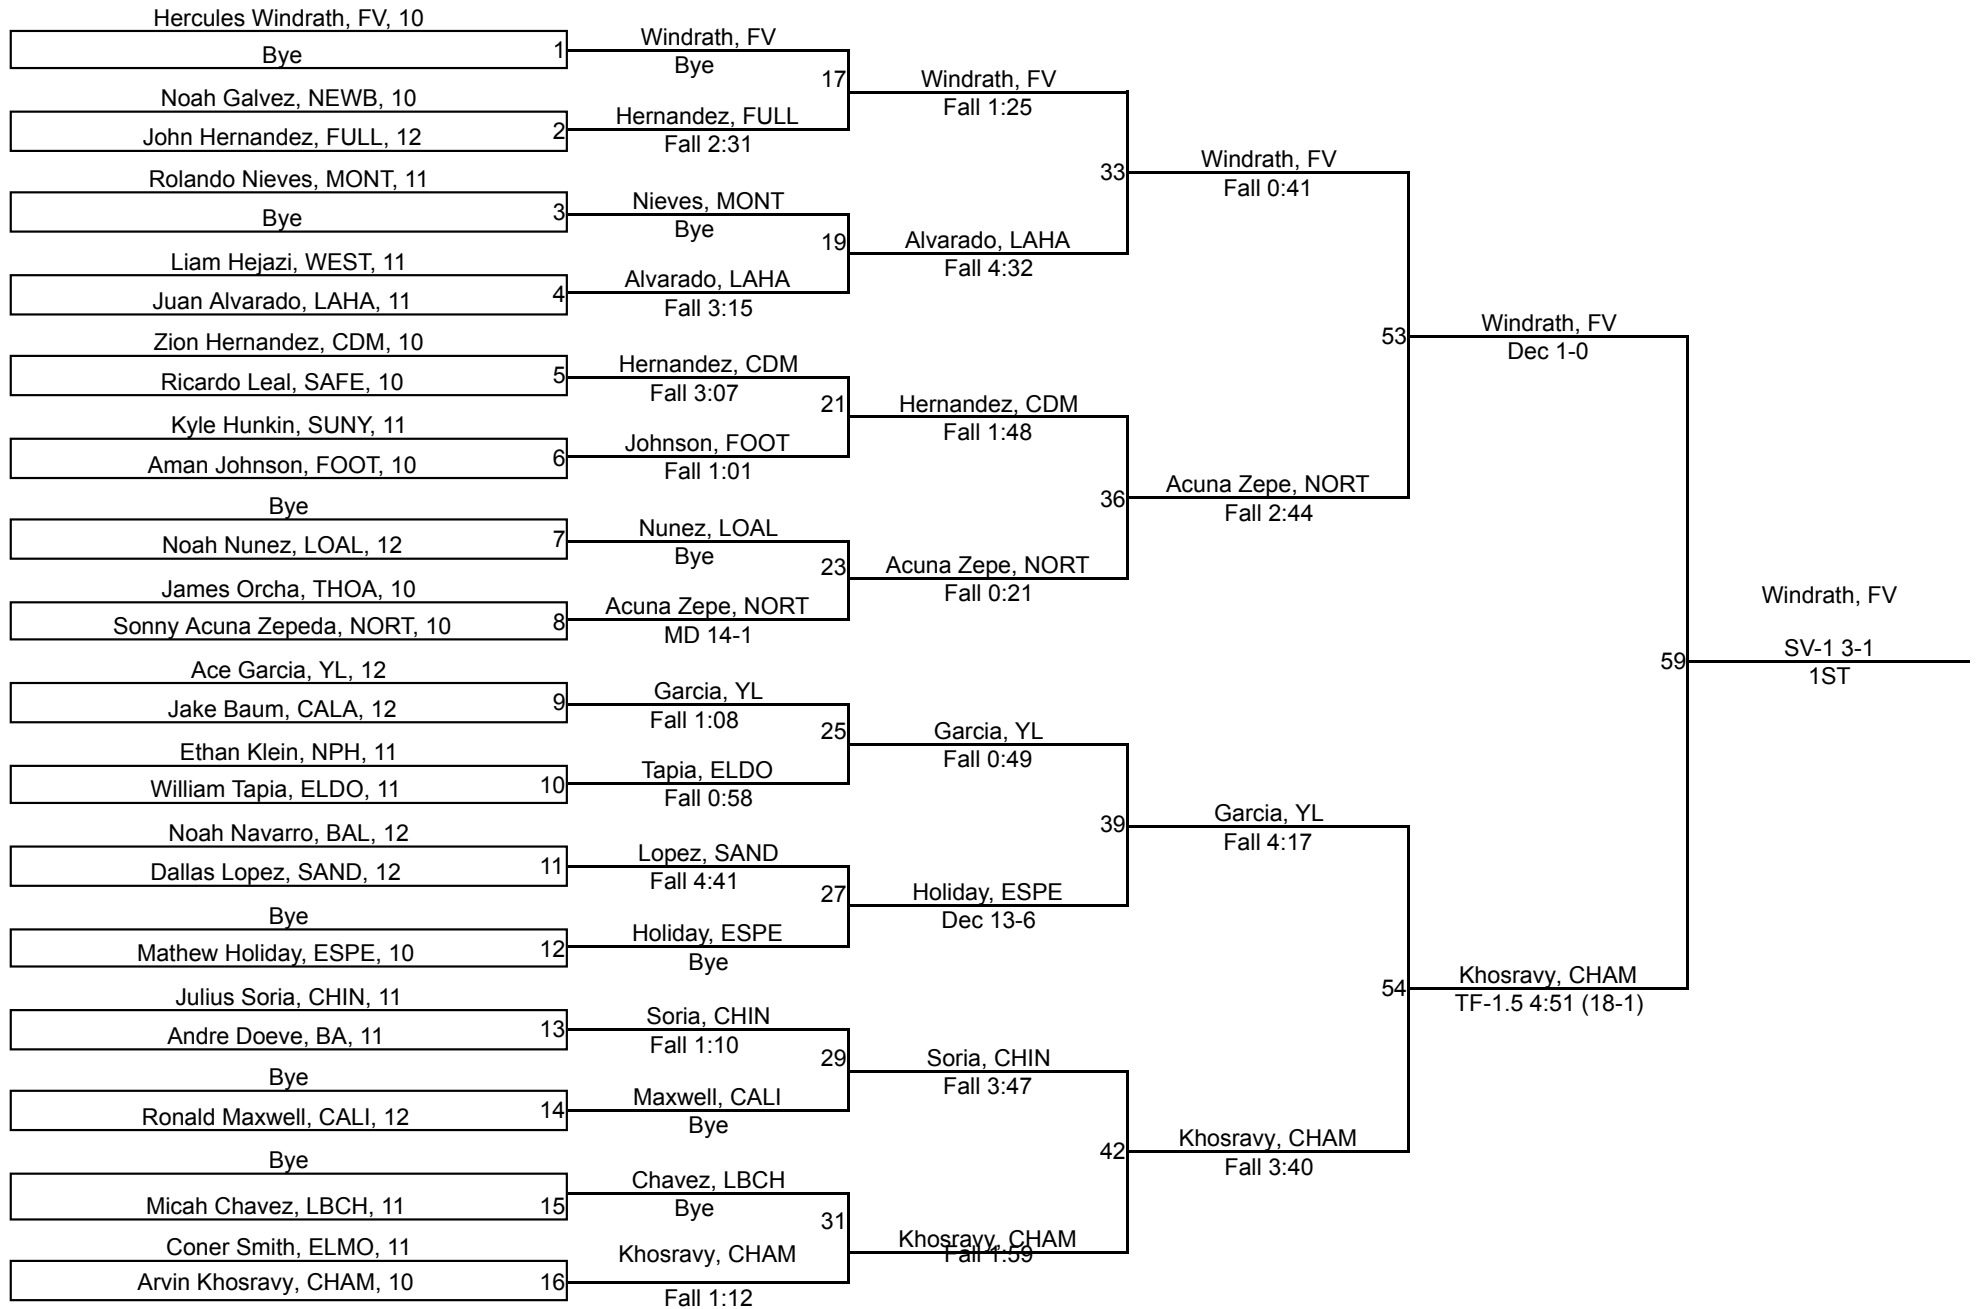 Hercules Windrath, FV, 10
Bye
1
Noah Galvez, NEWB, 10
John Hernandez, FULL, 12
2
Rolando Nieves, MONT, 11
Bye
3
Liam Hejazi, WEST, 11
Juan Alvarado, LAHA, 11
4
Zion Hernandez, CDM, 10
Ricardo Leal, SAFE, 10
5
Kyle Hunkin, SUNY, 11
Aman Johnson, FOOT, 10
6
Bye
Noah Nunez, LOAL, 12
7
James Orcha, THOA, 10
Sonny Acuna Zepeda, NORT, 10
8
Ace Garcia, YL, 12
Jake Baum, CALA, 12
9
Ethan Klein, NPH, 11
William Tapia, ELDO, 11
10
Noah Navarro, BAL, 12
Dallas Lopez, SAND, 12
11
Bye
Mathew Holiday, ESPE, 10
12
Julius Soria, CHIN, 11
Andre Doeve, BA, 11
13
Bye
Ronald Maxwell, CALI, 12
14
Bye
Micah Chavez, LBCH, 11
15
Coner Smith, ELMO, 11
Arvin Khosravy, CHAM, 10
16
Windrath, FV
Bye
17
Hernandez, FULL
Fall 2:31
Nieves, MONT
Bye
19
Alvarado, LAHA
Fall 3:15
Hernandez, CDM
Fall 3:07
21
Johnson, FOOT
Fall 1:01
Nunez, LOAL
Bye
23
Acuna Zepe, NORT
MD 14-1
Garcia, YL
Fall 1:08
25
Tapia, ELDO
Fall 0:58
Lopez, SAND
Fall 4:41
27
Holiday, ESPE
Bye
Soria, CHIN
Fall 1:10
29
Maxwell, CALI
Bye
Chavez, LBCH
Bye
31
Khosravy, CHAM
Fall 1:12
Windrath, FV
Fall 1:25
33
Alvarado, LAHA
Fall 4:32
Hernandez, CDM
Fall 1:48
36
Acuna Zepe, NORT
Fall 0:21
Garcia, YL
Fall 0:49
39
Holiday, ESPE
Dec 13-6
Soria, CHIN
Fall 3:47
42
Khosravy, CHAM
Fall 1:59
Windrath, FV
Fall 0:41
53
Acuna Zepe, NORT
Fall 2:44
Garcia, YL
Fall 4:17
54
Khosravy, CHAM
Fall 3:40
Windrath, FV
Dec 1-0
59
Khosravy, CHAM
TF-1.5 4:51 (18-1)
Windrath, FV
SV-1 3-1
1ST